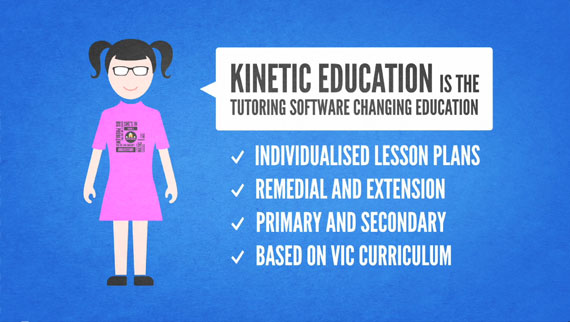 KINETIC EDUCATION IS THE
TUTORING SOFTWARE CHANGING EDUCATION
INDIVIDUALISED LESSON PLANS
REMEDIAL AND EXTENSION
PRIMARY AND SECONDARY
BASED ON VIC CURRICULUM